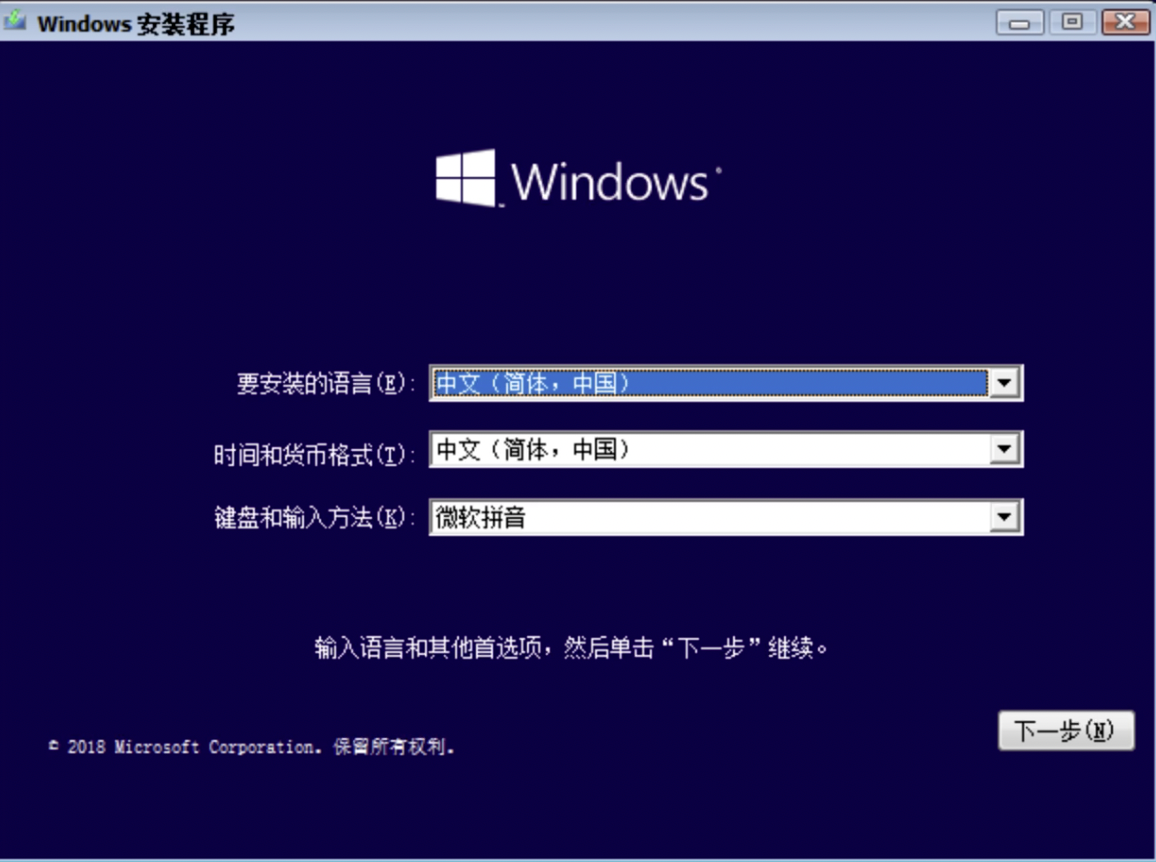 Windows 安装程序
Windows
要安装的语言(E): 中文（简体，中国）
时间和货币格式(T): 中文（简体，中国）
键盘和输入方法(K): 微软拼音
输入语言和其他首选项，然后单击“下一步”继续。
下一步(N)
© 2018 Microsoft Corporation. 保留所有权利.